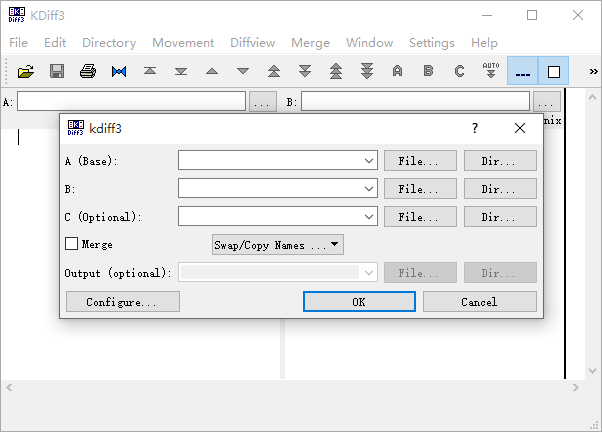 KDiff3
File Edit Directory Movement Diffview Merge Window Settings Help
A B C AUTO »
A: ... B: ...
nix
kdiff3
A (Base): File... Dir...
B: File... Dir...
C (Optional): File... Dir...
Merge Swap/Copy Names ...
Output (optional): File... Dir...
Configure... OK Cancel